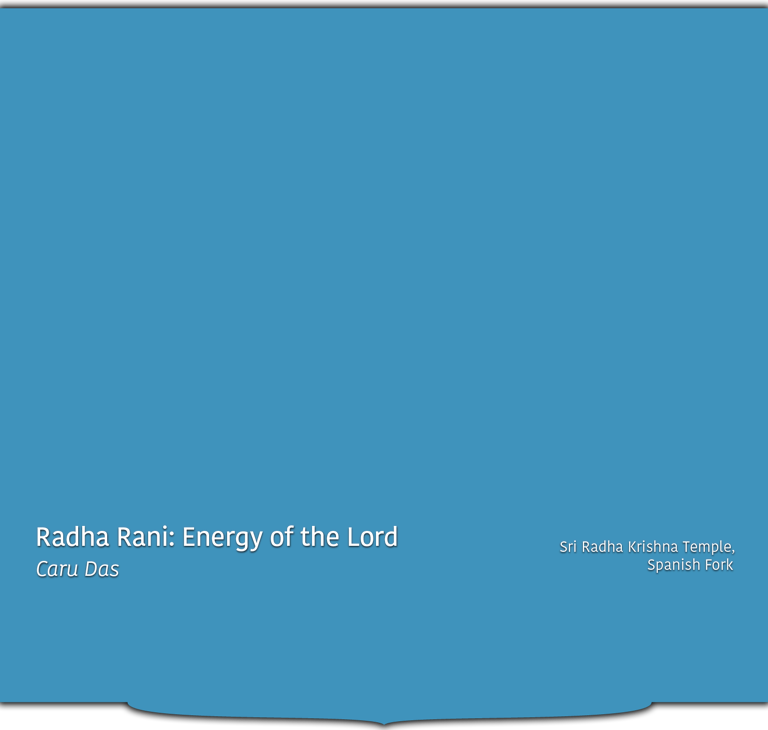 Radha Rani: Energy of the Lord
Caru Das
Sri Radha Krishna Temple,
Spanish Fork